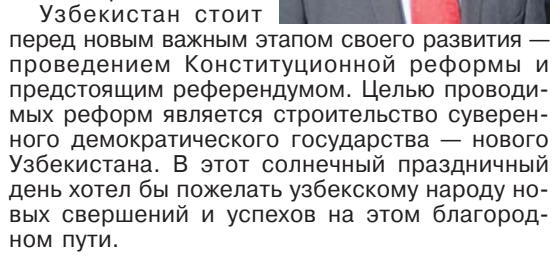 Узбекистан стоит
перед новым важным этапом своего развития —
проведением Конституционной реформы и
предстоящим референдумом. Целью проводи-
мых реформ является строительство суверен-
ного демократического государства — нового
Узбекистана. В этот солнечный праздничный
день хотел бы пожелать узбекскому народу но-
вых свершений и успехов на этом благород-
ном пути.